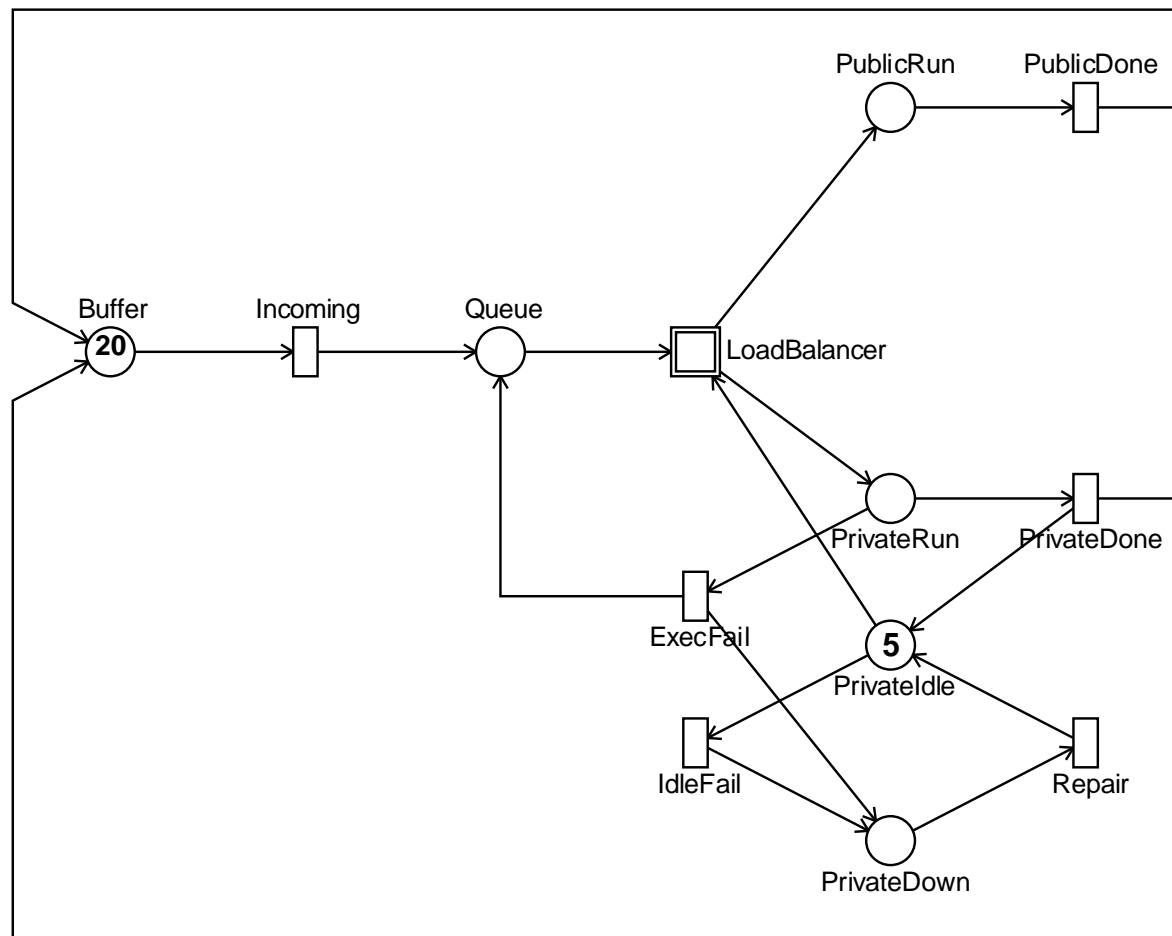 PublicRun
PublicDone
Buffer
Incoming
Queue
20
LoadBalancer
PrivateRun
PrivateDone
ExecFail
5
PrivateIdle
IdleFail
Repair
PrivateDown